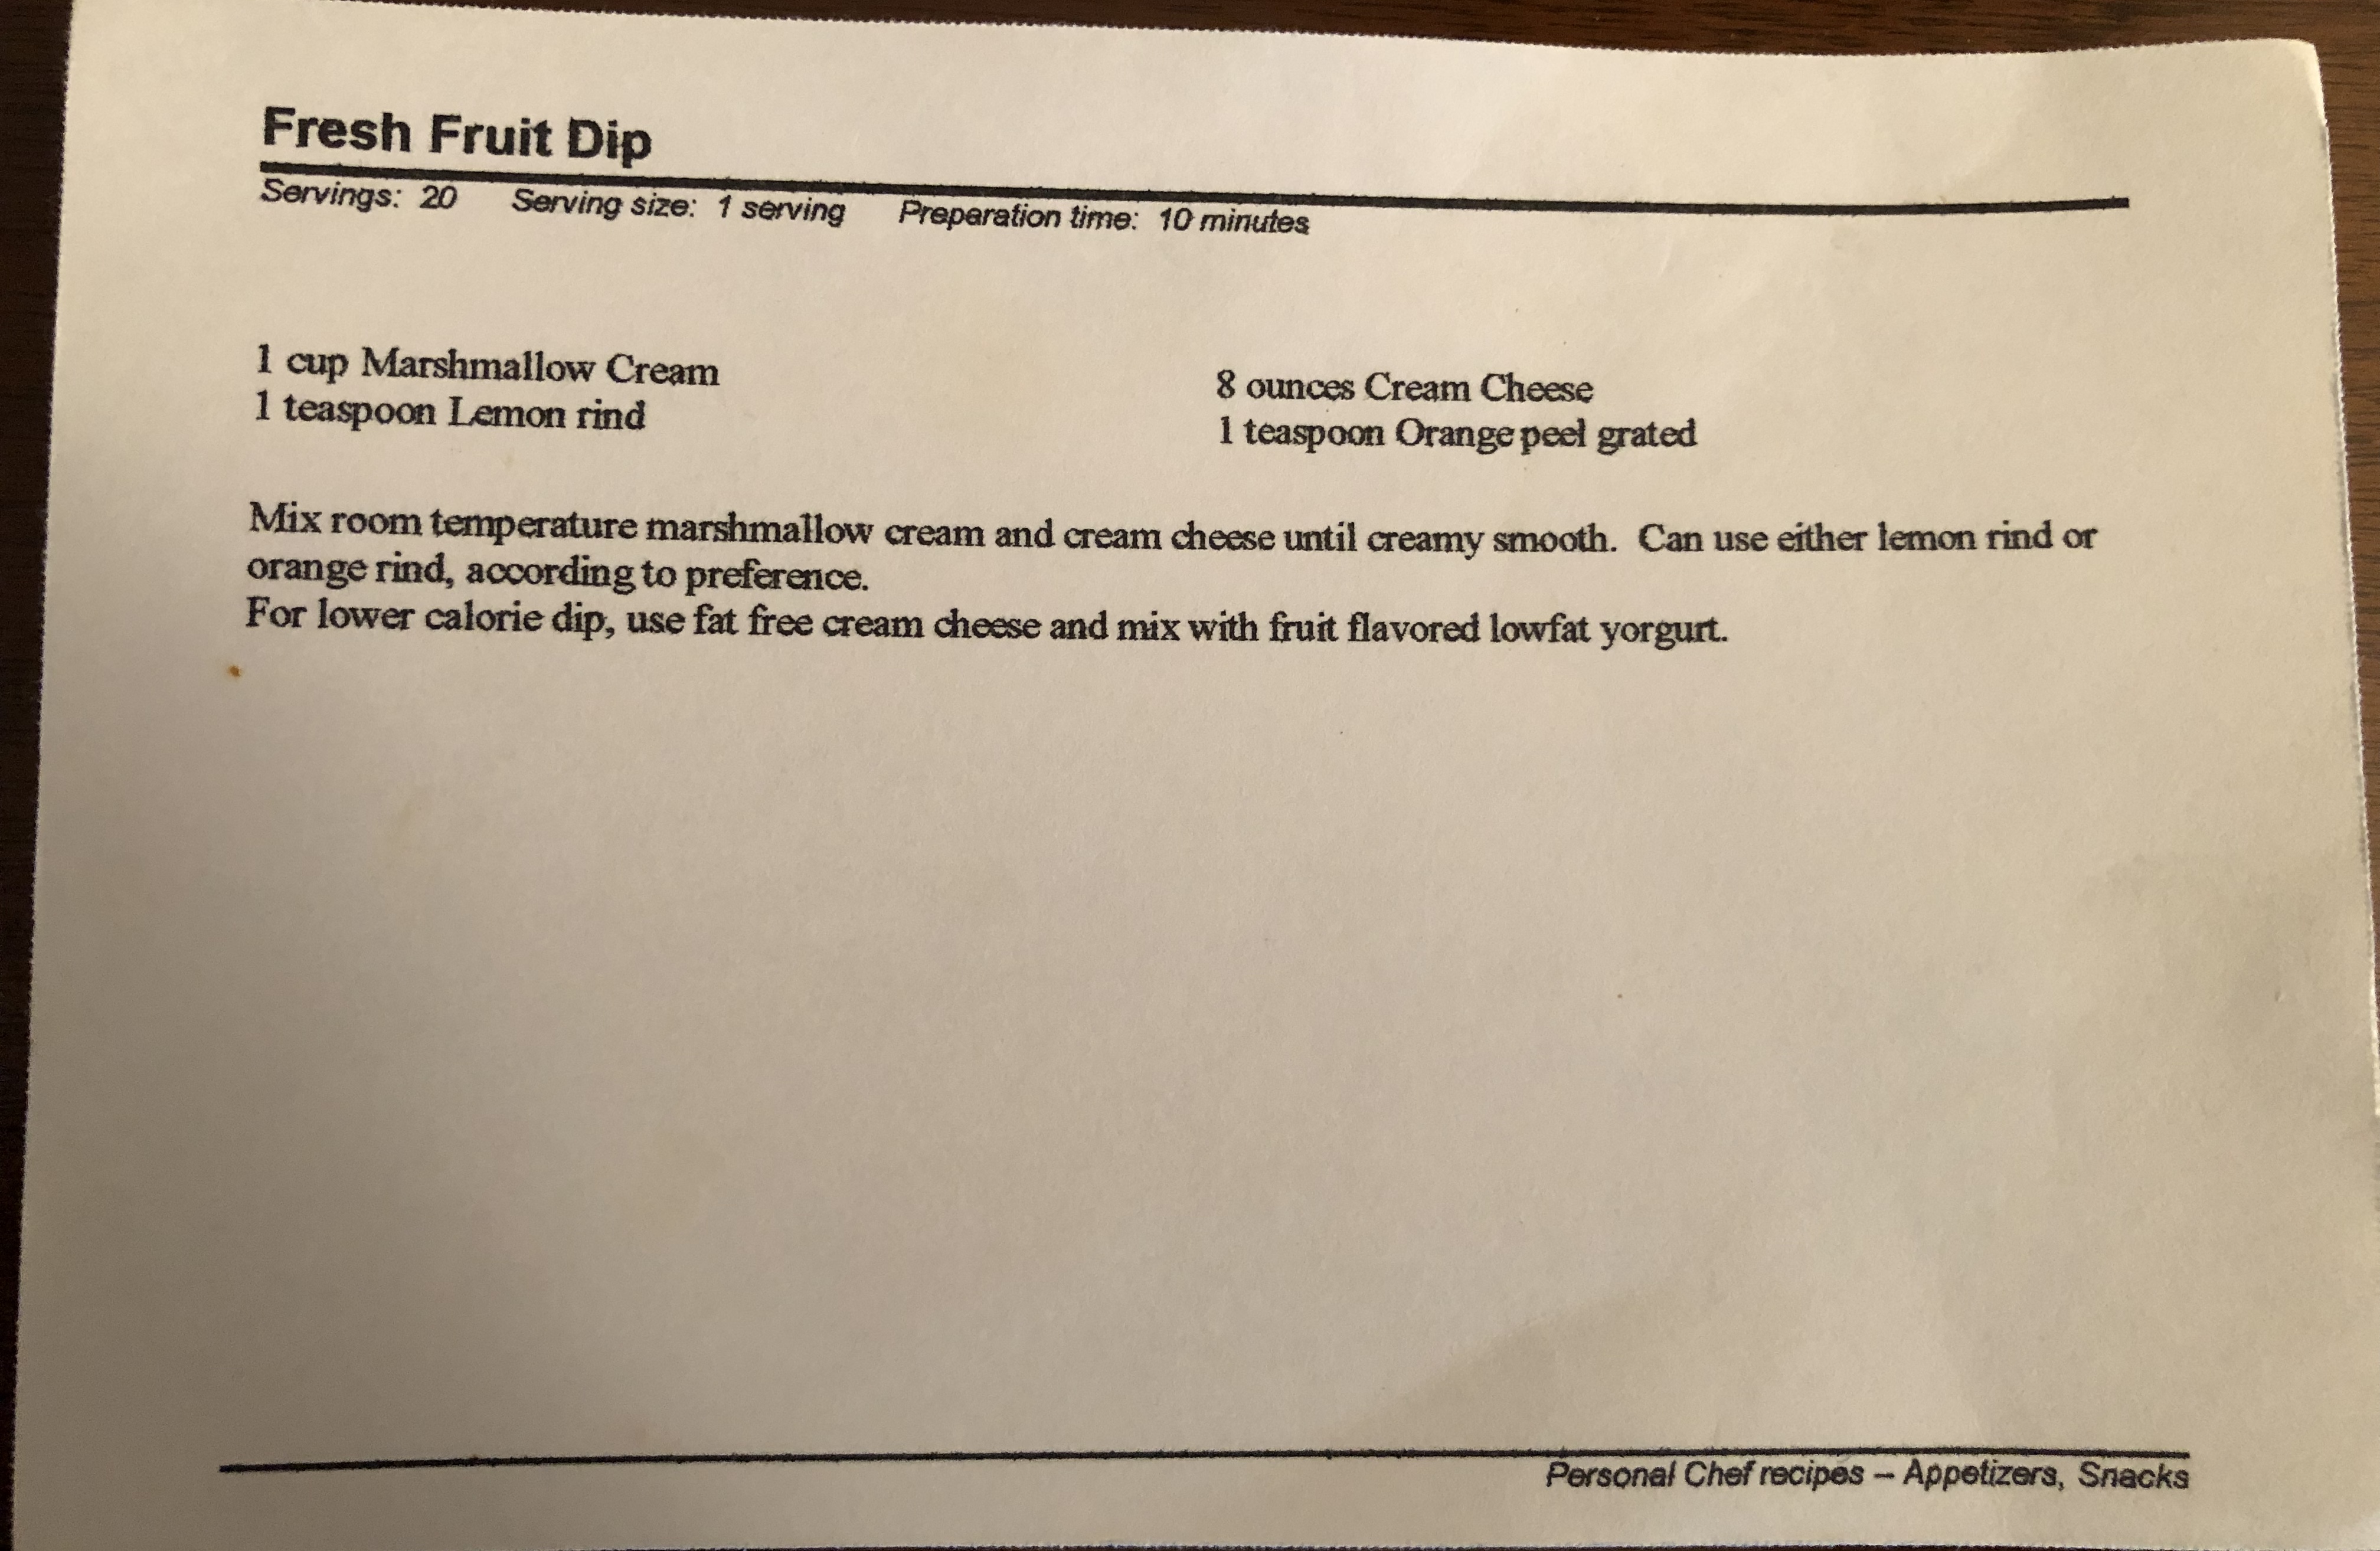 Fresh Fruit Dip
Servings: 20 Serving size: 1 serving Preparation time: 10 minutes
1 cup Marshmallow Cream
1 teaspoon Lemon rind
8 ounces Cream Cheese
1 teaspoon Orange peel grated
Mix room temperature marshmallow cream and cream cheese until creamy smooth. Can use either lemon rind or
orange rind, according to preference.
For lower calorie dip, use fat free cream cheese and mix with fruit flavored lowfat yorgurt.
Personal Chef recipes – Appetizers, Snacks